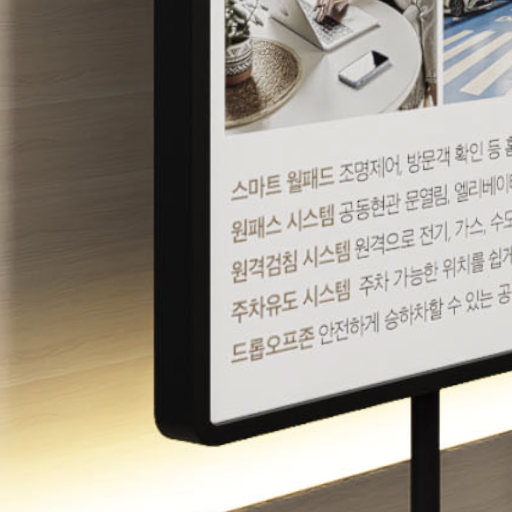 스마트 월패드 조명제어, 방문객 확인 등
원패스 시스템 공동현관 문열림, 엘리베이
원격검침 시스템 원격으로 전기, 가스, 수도
주차유도 시스템 주차 가능한 위치를 쉽게
드롭오프존 안전하게 승하차할 수 있는 공